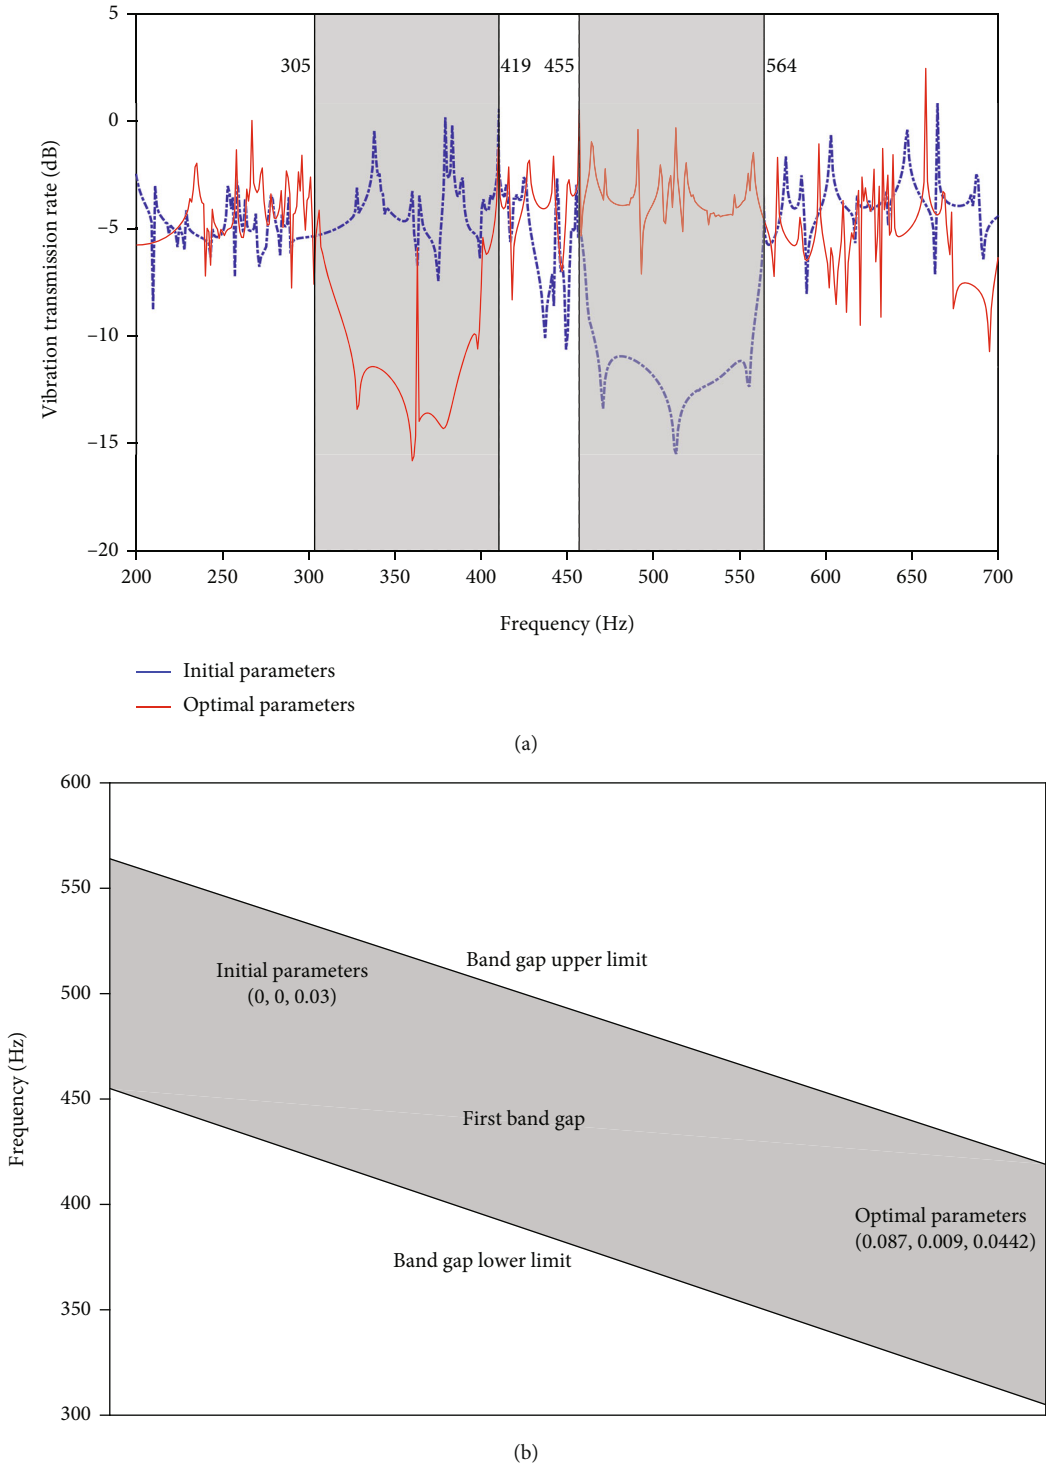 5
305
419
455
564
0
−5
−10
−15
−20
Vibration transmission rate (dB)
200
250
300
350
400
450
500
550
600
650
700
Frequency (Hz)
Initial parameters
Optimal parameters
(a)
600
550
500
450
400
350
300
Frequency (Hz)
Band gap upper limit
Initial parameters
(0, 0, 0.03)
First band gap
Optimal parameters
(0.087, 0.009, 0.0442)
Band gap lower limit
(b)